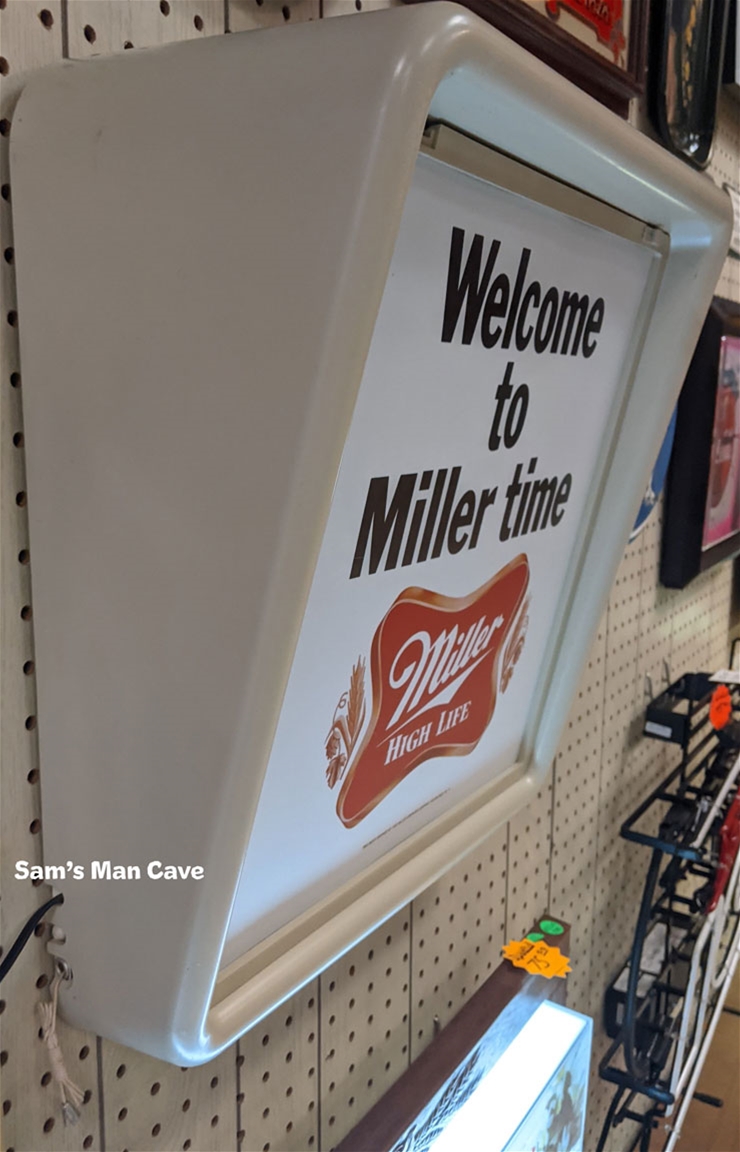 Welcome
to
Miller time
Miller
HIGH LIFE
Sam's Man Cave